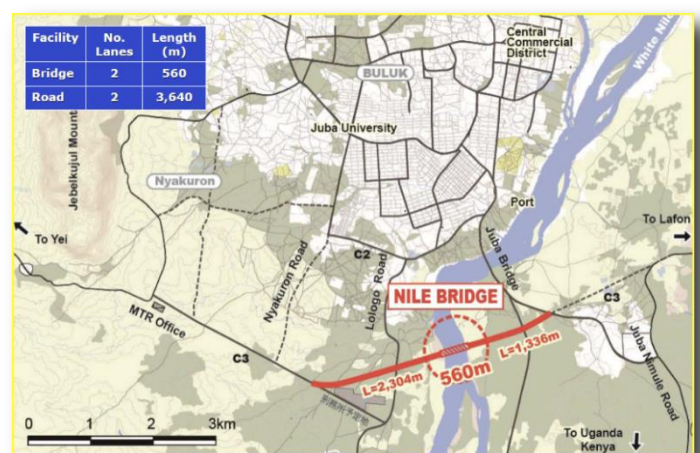 Facility No. Lanes Length (m)
Bridge 2 560
Road 2 3,640
Central
Commercial
District
White Nile
BULUK
Juba University
Jebelkujul Mount
Nyakuron
Port
To Lafon
To Yei
Nyakuron Road
C2
Lologo Road
Juba Bridge
NILE BRIDGE
C3
MTR Office
C3
L=1,336m
560m
L=2,304m
Juba Nimule Road
0 1 2 3km
To Uganda
Kenya